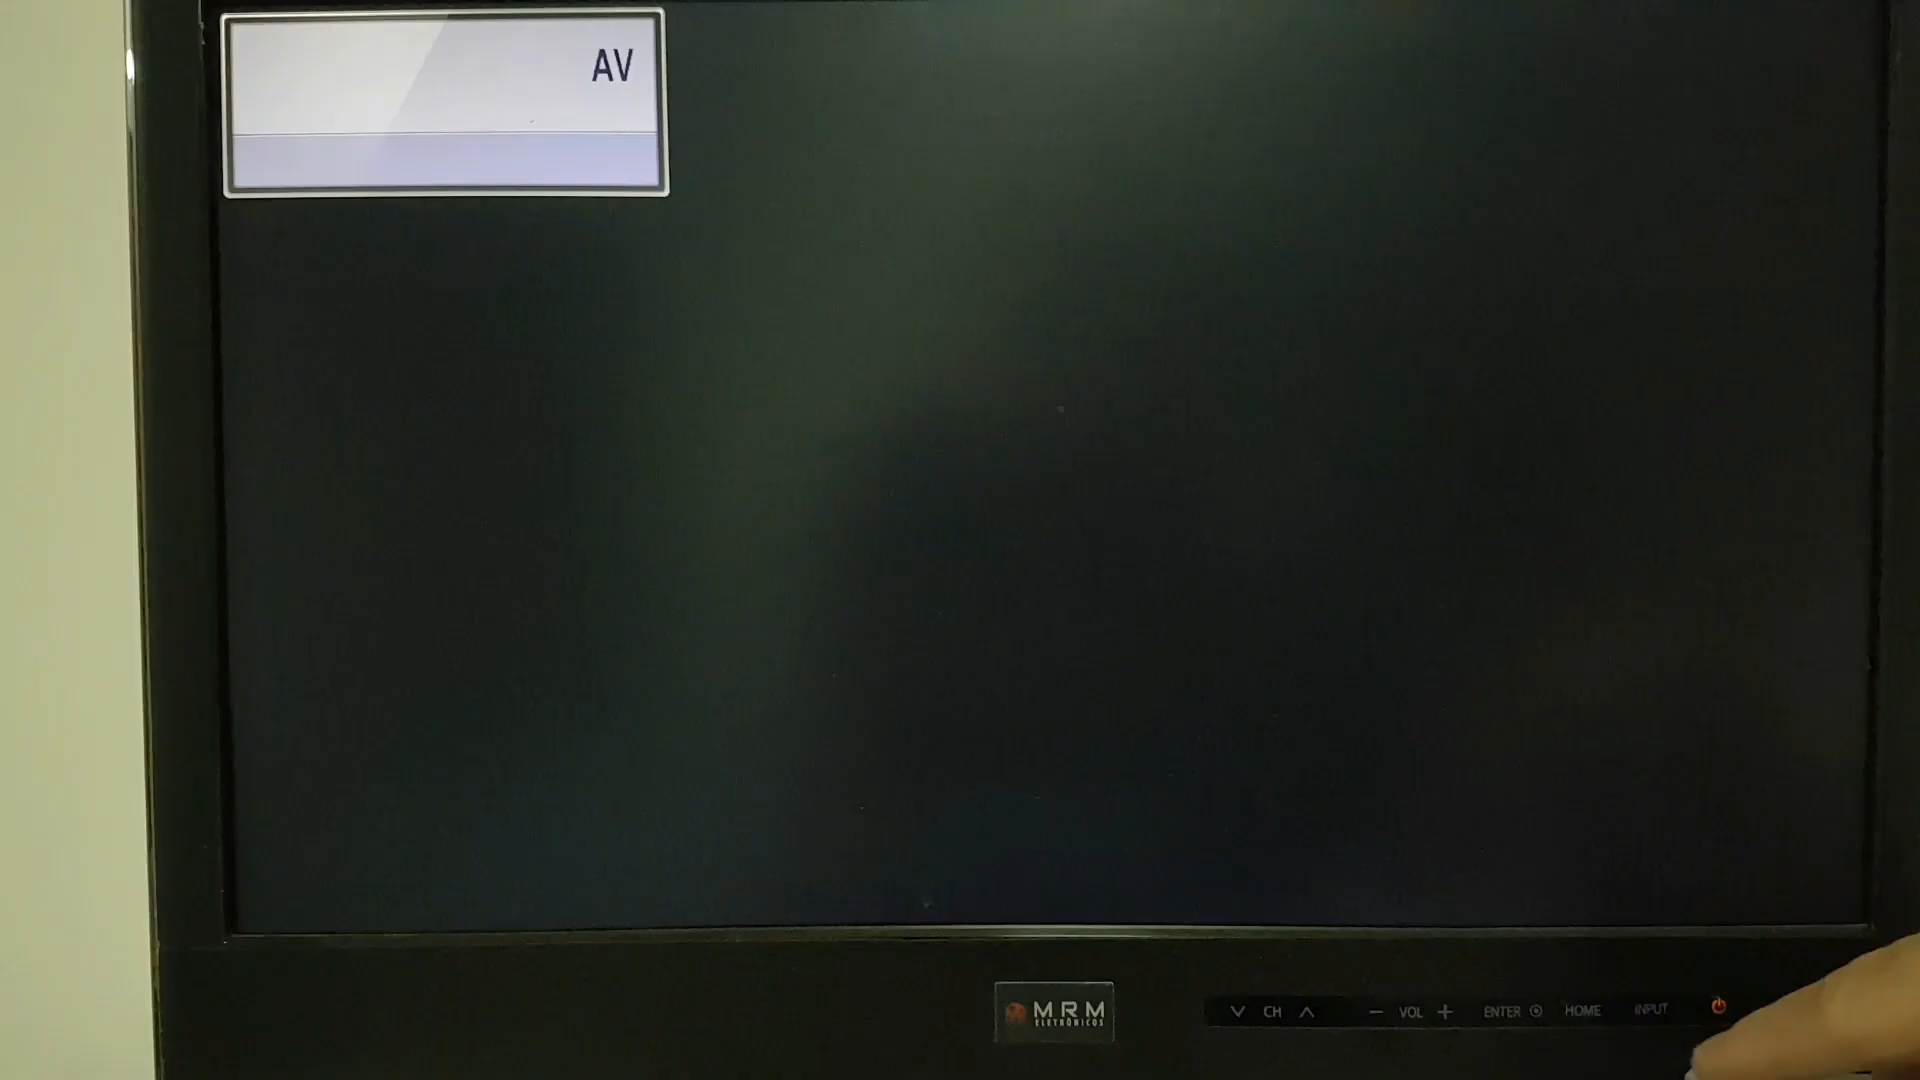 AV
MRM
ELETRÔNICOS
CH
− VOL +
ENTER
HOME
INPUT